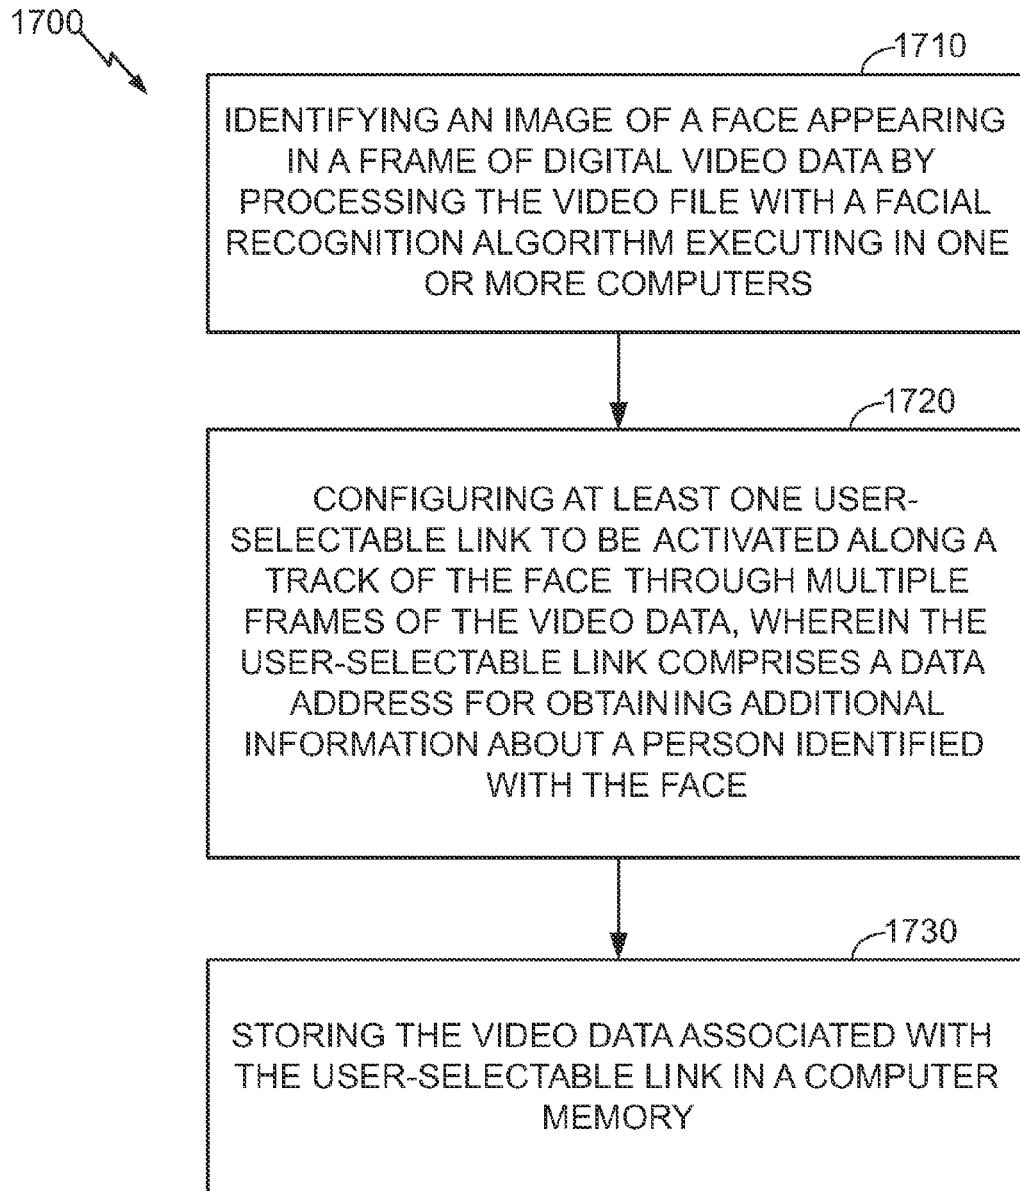 1700
1710
IDENTIFYING AN IMAGE OF A FACE APPEARING
IN A FRAME OF DIGITAL VIDEO DATA BY
PROCESSING THE VIDEO FILE WITH A FACIAL
RECOGNITION ALGORITHM EXECUTING IN ONE
OR MORE COMPUTERS
1720
CONFIGURING AT LEAST ONE USER-
SELECTABLE LINK TO BE ACTIVATED ALONG A
TRACK OF THE FACE THROUGH MULTIPLE
FRAMES OF THE VIDEO DATA, WHEREIN THE
USER-SELECTABLE LINK COMPRISES A DATA
ADDRESS FOR OBTAINING ADDITIONAL
INFORMATION ABOUT A PERSON IDENTIFIED
WITH THE FACE
1730
STORING THE VIDEO DATA ASSOCIATED WITH
THE USER-SELECTABLE LINK IN A COMPUTER
MEMORY